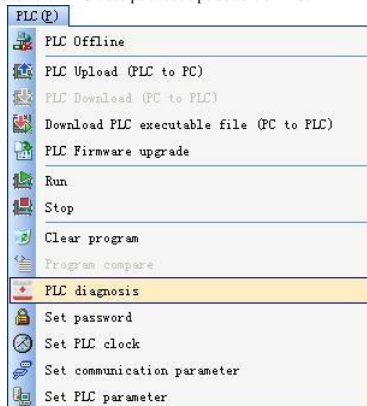 PLC(P)
PLC Offline
PLC Upload (PLC to PC)
PLC Download (PC to PLC)
Download PLC executable file (PC to PLC)
PLC Firmware upgrade
Run
Stop
Clear program
Program compare
PLC diagnosis
Set password
Set PLC clock
Set communication parameter
Set PLC parameter